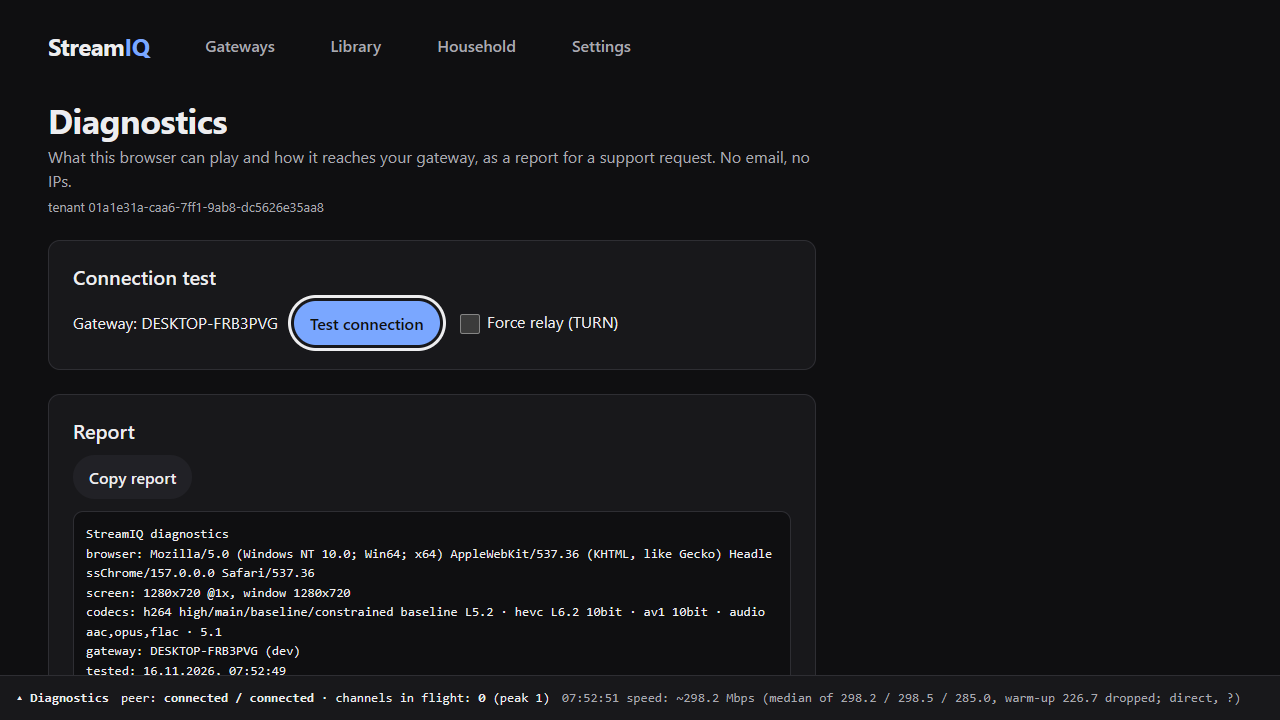 StreamIQ Gateways Library Household Settings
Diagnostics
What this browser can play and how it reaches your gateway, as a report for a support request. No email, no
IPs.
tenant 01a1e31a-caa6-7ff1-9ab8-dc5626e35aa8
Connection test
Gateway: DESKTOP-FRB3PVG Test connection Force relay (TURN)
Report
Copy report
StreamIQ diagnostics
browser: Mozilla/5.0 (Windows NT 10.0; Win64; x64) AppleWebKit/537.36 (KHTML, like Gecko) Headle
ssChrome/157.0.0.0 Safari/537.36
screen: 1280x720 @1x, window 1280x720
codecs: h264 high/main/baseline/constrained baseline L5.2 · hevc L6.2 10bit · av1 10bit · audio
aac,opus,flac · 5.1
gateway: DESKTOP-FRB3PVG (dev)
tested: 16.11.2026, 07:52:49
▴ Diagnostics peer: connected / connected · channels in flight: 0 (peak 1) 07:52:51 speed: ~298.2 Mbps (median of 298.2 / 298.5 / 285.0, warm-up 226.7 dropped; direct, ?)